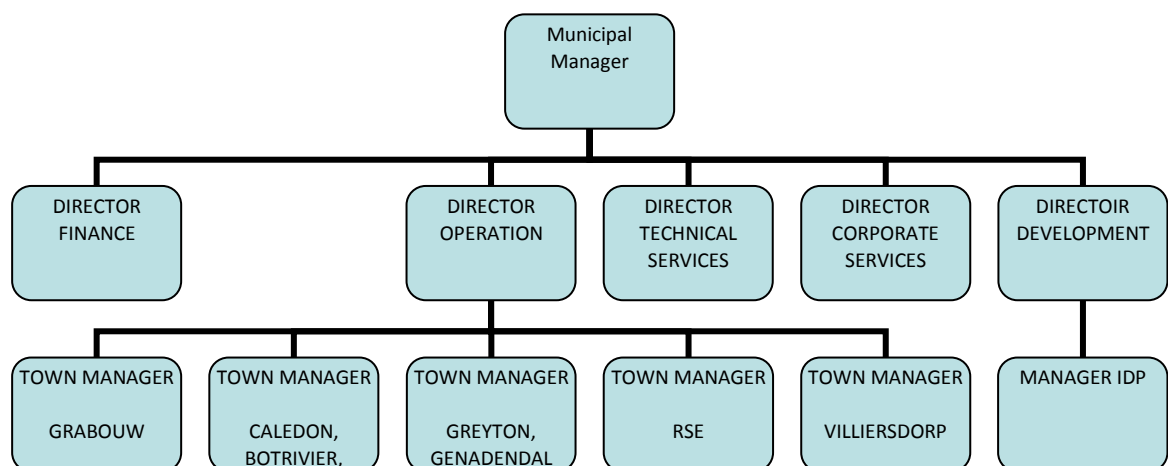 Municipal
Manager
DIRECTOR
FINANCE
DIRECTOR
OPERATION
DIRECTOR
TECHNICAL
SERVICES
DIRECTOR
CORPORATE
SERVICES
DIRECTOIR
DEVELOPMENT
TOWN MANAGER
GRABOUW
TOWN MANAGER
CALEDON,
BOTRIVIER,
TOWN MANAGER
GREYTON,
GENADENDAL
TOWN MANAGER
RSE
TOWN MANAGER
VILLIERSDORP
MANAGER IDP